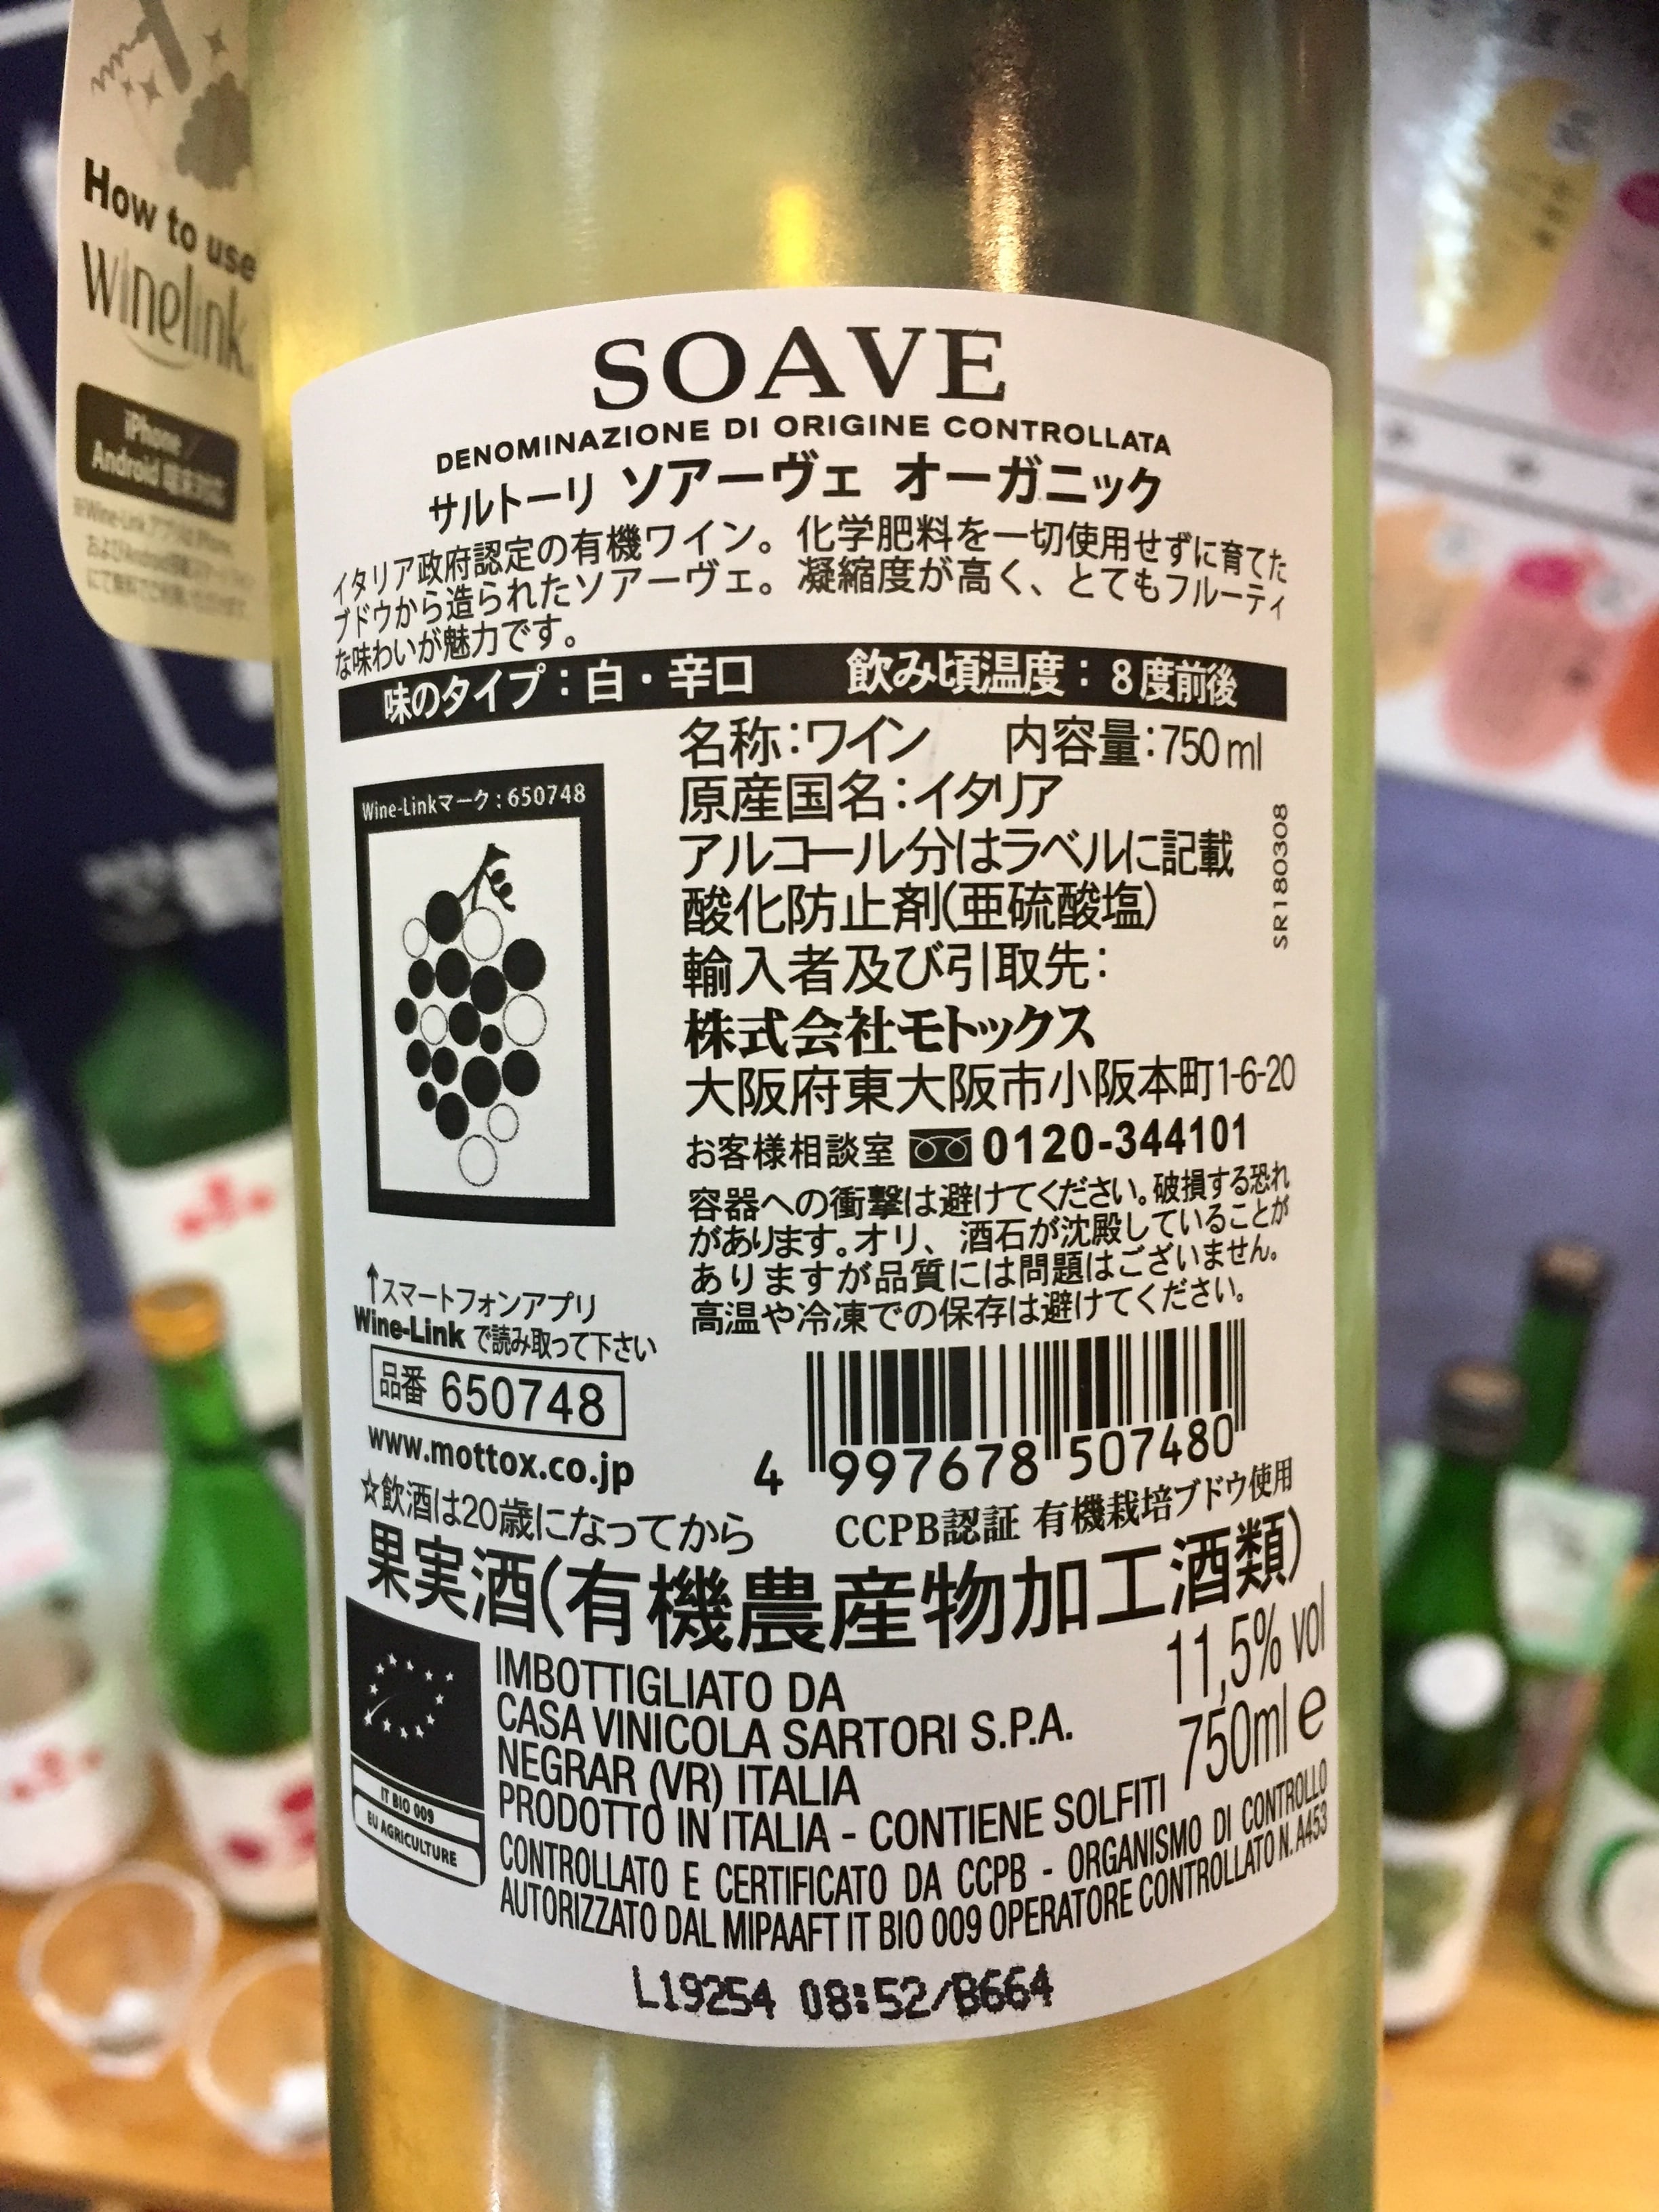 How to use
winelink
iPhone／
Android 端末対応
SOAVE
DENOMINAZIONE DI ORIGINE CONTROLLATA
サルトーリ ソアーヴェ オーガニック
イタリア政府認定の有機ワイン。化学肥料を一切使用せずに育てた
ブドウから造られたソアーヴェ。凝縮度が高く、とてもフルーティ
な味わいが魅力です。
味のタイプ：白・辛口 飲み頃温度：8度前後
名称：ワイン 内容量：750ml
原産国名：イタリア
アルコール分はラベルに記載
酸化防止剤(亜硫酸塩)
輸入者及び引取先：
株式会社モトックス
大阪府東大阪市小阪本町1-6-20
お客様相談室 0120-344101
容器への衝撃は避けてください。破損する恐れ
があります。オリ、酒石が沈殿していることが
ありますが品質には問題はございません。
高温や冷凍での保存は避けてください。
SR180308
Wine-Linkマーク：650748
↑スマートフォンアプリ
Wine-Link で読み取って下さい
品番 650748
www.mottox.co.jp
4 997678 507480
☆飲酒は20歳になってから
CCPB認証 有機栽培ブドウ使用
果実酒(有機農産物加工酒類)
IT BIO 009
EU AGRICULTURE
IMBOTTIGLIATO DA
CASA VINICOLA SARTORI S.P.A.
NEGRAR (VR) ITALIA
11,5% vol
750ml e
PRODOTTO IN ITALIA - CONTIENE SOLFITI
CONTROLLATO E CERTIFICATO DA CCPB - ORGANISMO DI CONTROLLO
AUTORIZZATO DAL MIPAAFT IT BIO 009 OPERATORE CONTROLLATO N. A453
L19254 08:52/B664